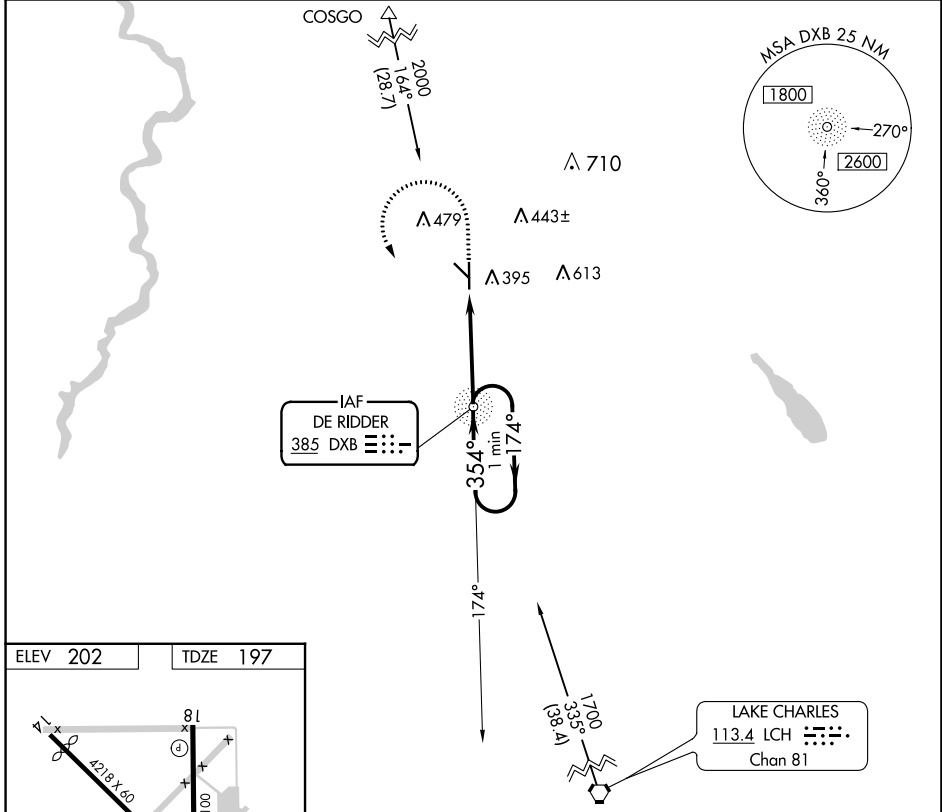 COSGO
2000
164°
(28.7)
MSA DXB 25 NM
1800
270°
2600
360°
710
479
443±
395
613
IAF
DE RIDDER
385 DXB
354°
1 min
174°
174°
1700
335°
(38.4)
LAKE CHARLES
113.4 LCH
Chan 81
ELEV 202
TDZE 197
14
18
P
4218 X 60
100